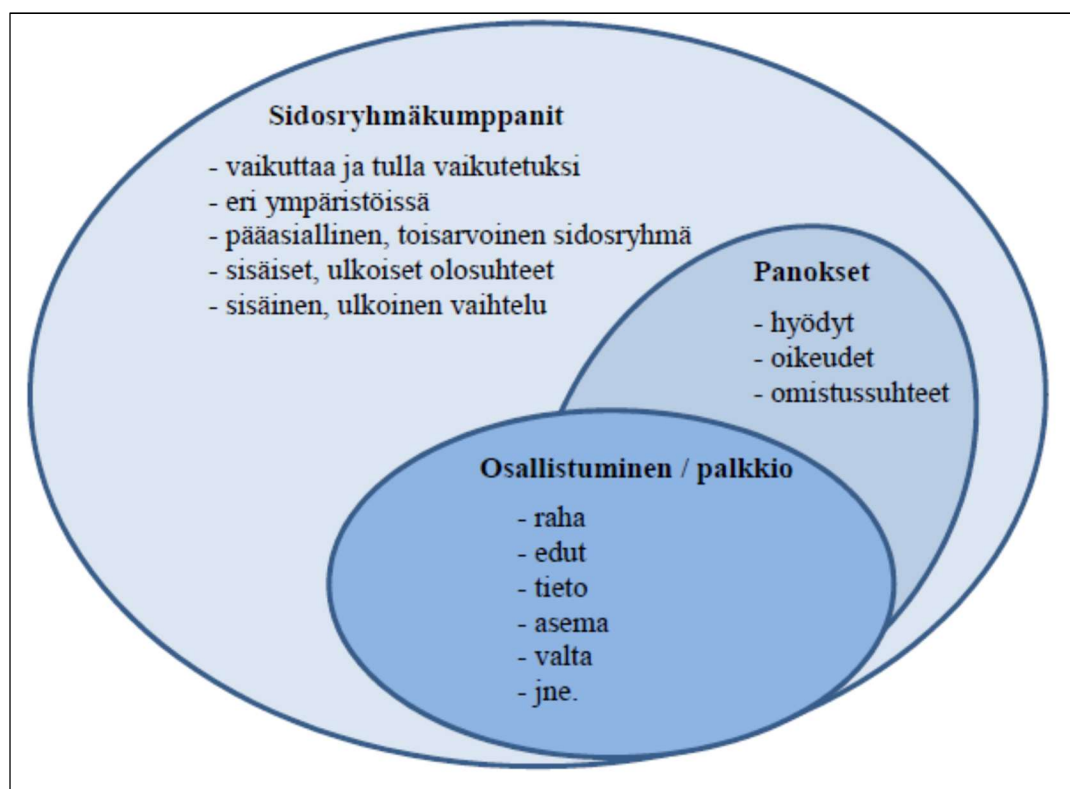 Sidosryhmäkumppanit
- vaikuttaa ja tulla vaikutetuksi
- eri ympäristöissä
- pääasiallinen, toisarvoinen sidosryhmä
- sisäiset, ulkoiset olosuhteet
- sisäinen, ulkoinen vaihtelu
Panokset
- hyödyt
- oikeudet
- omistussuhteet
Osallistuminen / palkkio
- raha
- edut
- tieto
- asema
- valta
- jne.